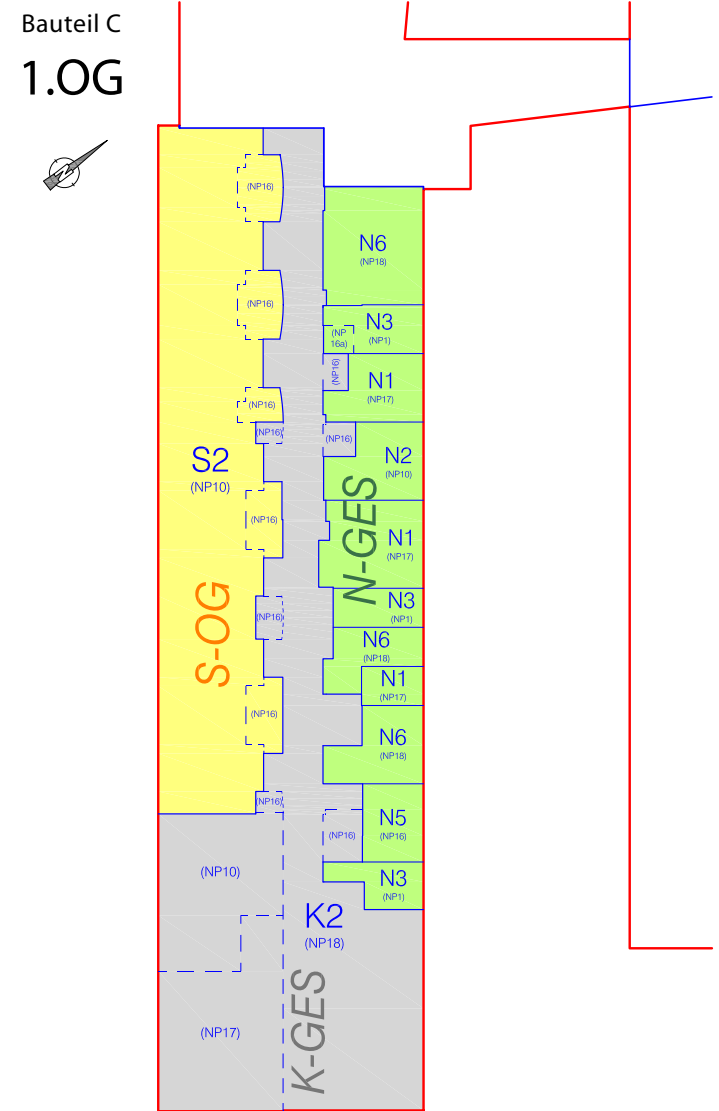 Bauteil C
1.OG
N
(NP16)
N6
(NP18)
(NP16)
N3
(NP1)
(NP
16a)
(NP16)
N1
(NP17)
(NP16)
(NP16)
(NP16)
N2
(NP10)
S2
(NP10)
(NP16)
N-GES
N1
(NP17)
S-OG
(NP16)
N3
(NP1)
N6
(NP18)
N1
(NP17)
(NP16)
N6
(NP18)
(NP16)
N5
(NP16)
(NP16)
(NP10)
N3
(NP1)
K2
(NP18)
(NP17)
K-GES